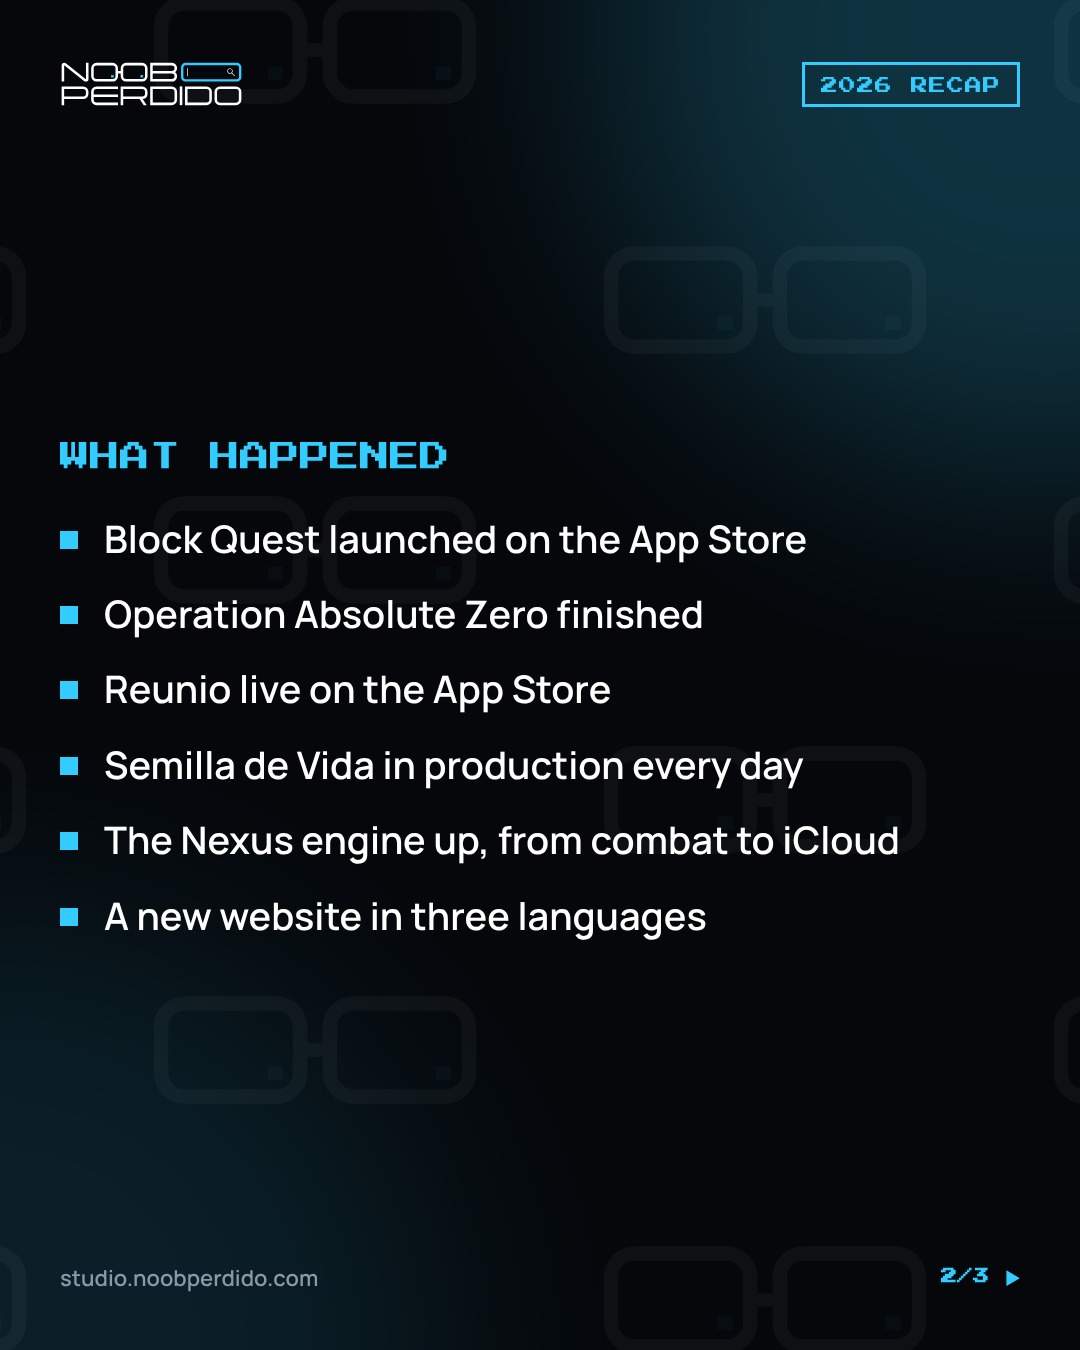 NOOB
PERDIDO
2026 RECAP
WHAT HAPPENED
Block Quest launched on the App Store
Operation Absolute Zero finished
Reunio live on the App Store
Semilla de Vida in production every day
The Nexus engine up, from combat to iCloud
A new website in three languages
studio.noobperdido.com
2/3